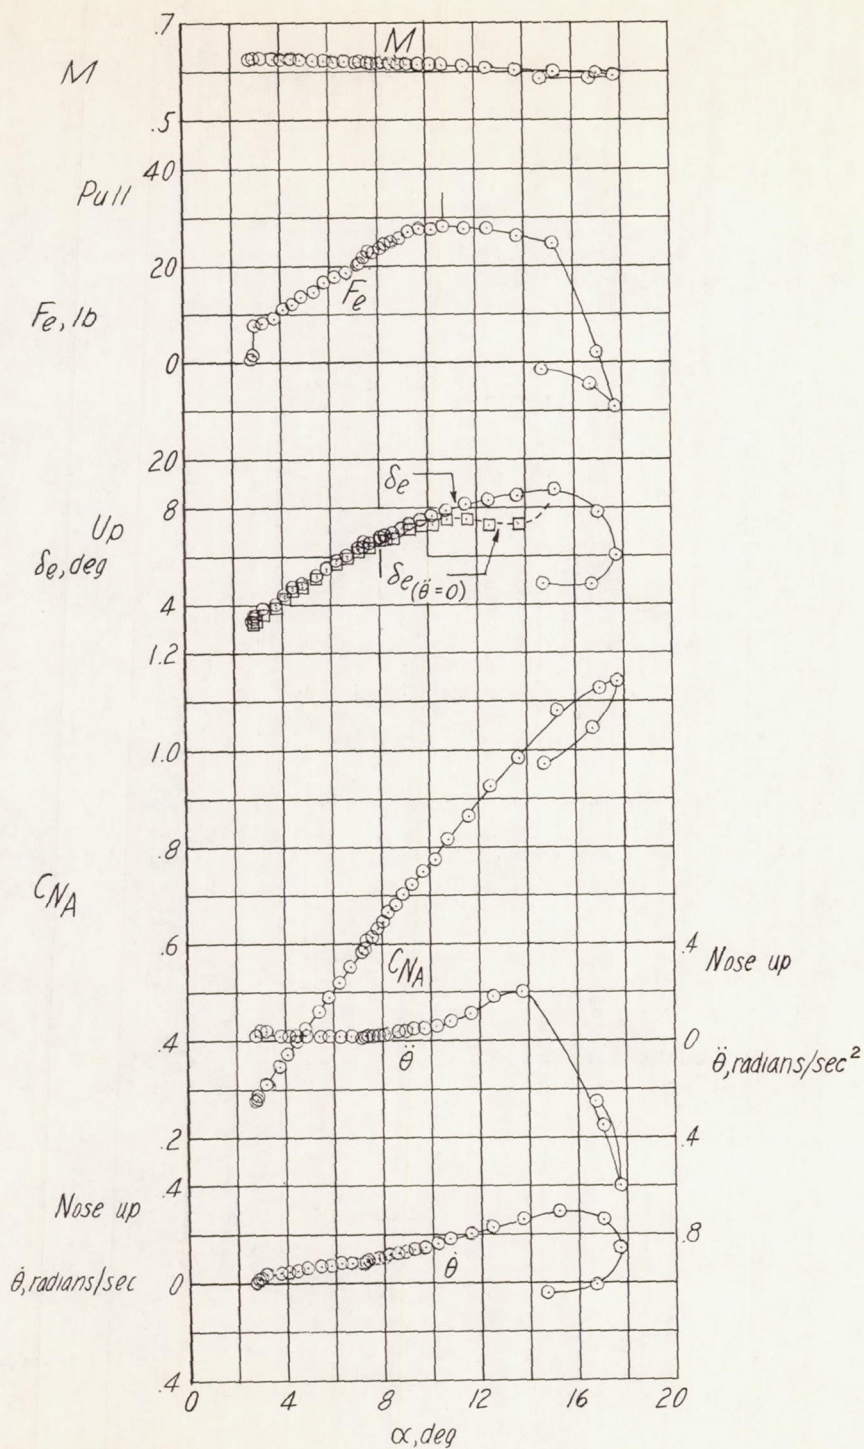 .7
M
M
.5
40
Pull
20
Fe
Fe, lb
0
20
δe
8
Up
δe, deg
δe(θ̈=0)
4
1.2
1.0
.8
CNA
.6
.4
Nose up
CNA
.4
0
θ̈
θ̈, radians/sec²
.2
.4
.4
Nose up
.8
θ̇
θ̇, radians/sec
0
.4
0 4 8 12 16 20
α, deg